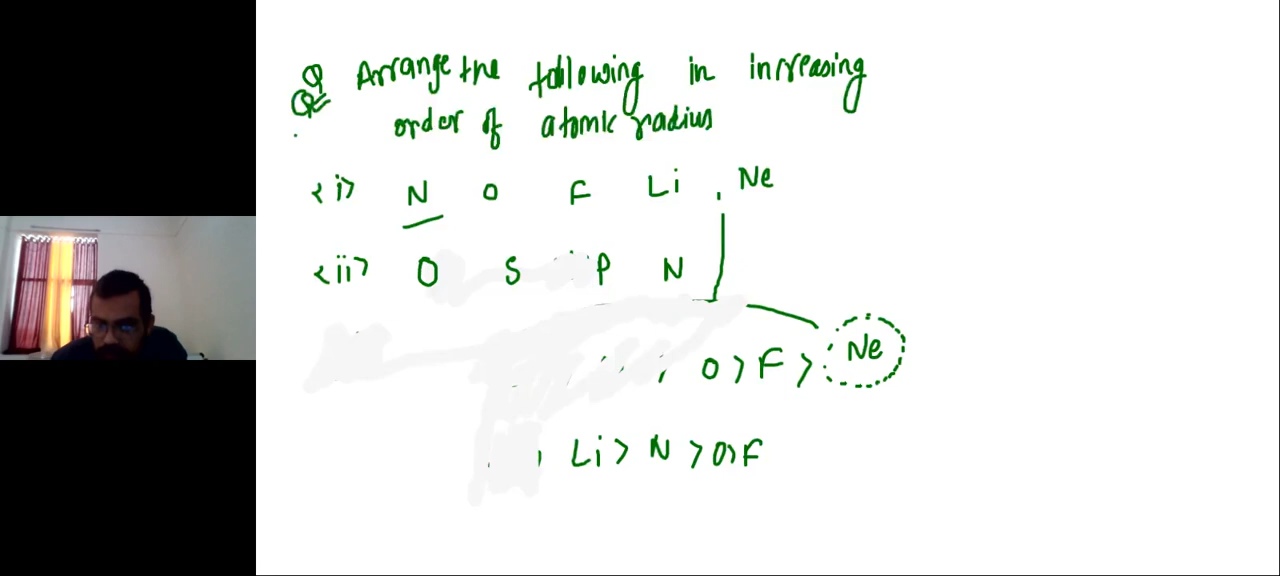 Q Arrange the following in increasing
order of atomic radius
<i> N O F Li , Ne
<ii> O S P N
O > F > Ne
Li > N > O > F